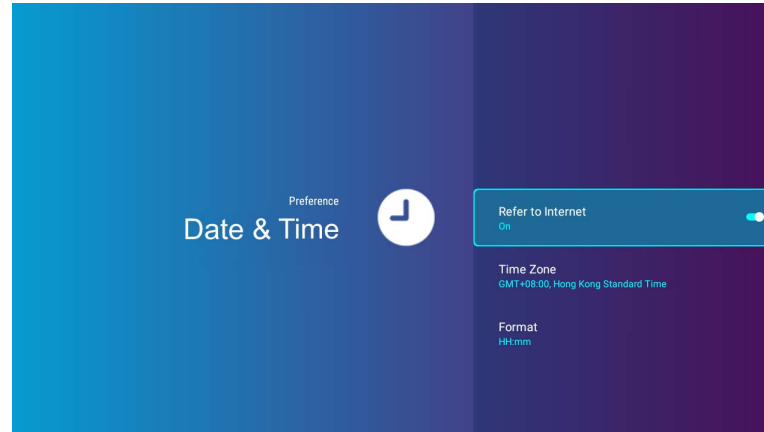 Preference
Date & Time
Refer to Internet
On
Time Zone
GMT+08:00, Hong Kong Standard Time
Format
HH:mm